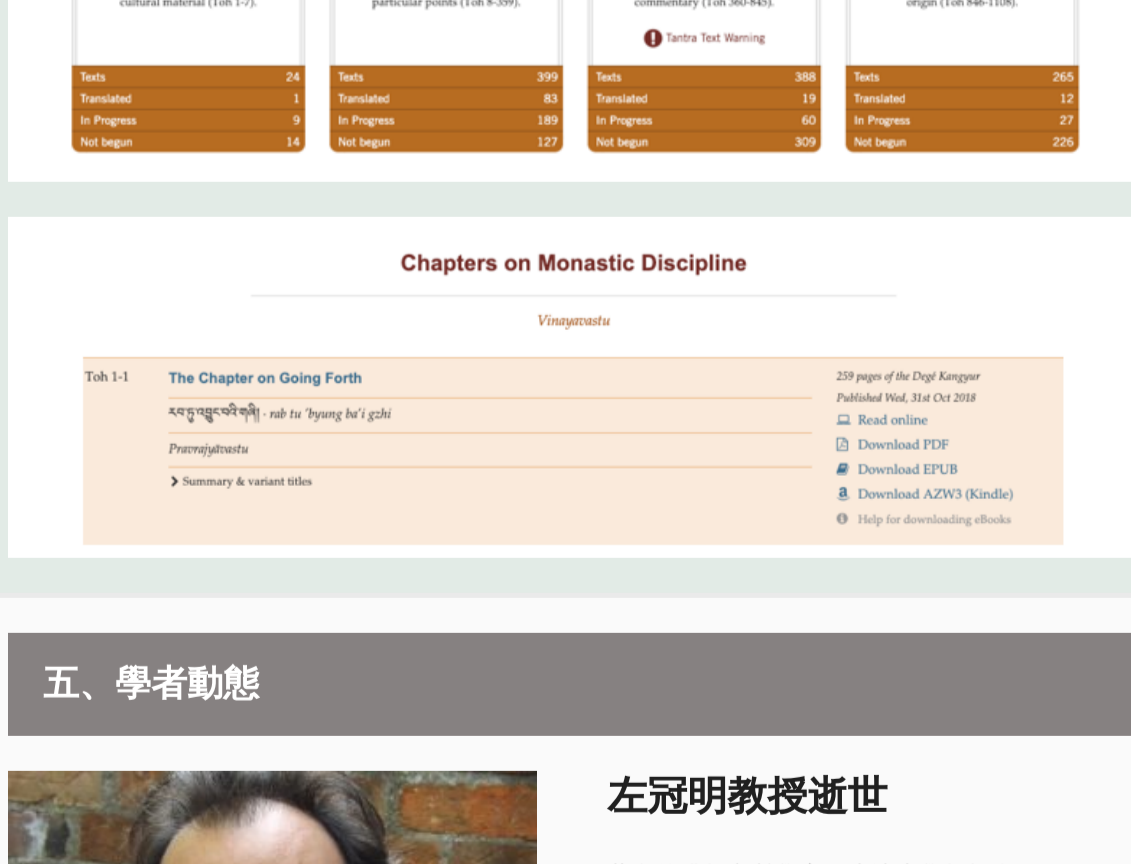 cultural material (Toh 1-7).
particular points (Toh 8-359).
commentary (Toh 360-845).
origin (Toh 846-1108).
Tantra Text Warning
Texts 24
Translated 1
In Progress 9
Not begun 14
Texts 399
Translated 83
In Progress 189
Not begun 127
Texts 388
Translated 19
In Progress 60
Not begun 309
Texts 265
Translated 12
In Progress 27
Not begun 226
Chapters on Monastic Discipline
Vinayavastu
Toh 1-1
The Chapter on Going Forth
རབ་ཏུ་འབྱུང་བའི་གཞི། · rab tu 'byung ba'i gzhi
Pravrajyāvastu
Summary & variant titles
259 pages of the Degé Kangyur
Published Wed, 31st Oct 2018
Read online
Download PDF
Download EPUB
Download AZW3 (Kindle)
Help for downloading eBooks
五、學者動態
左冠明教授逝世